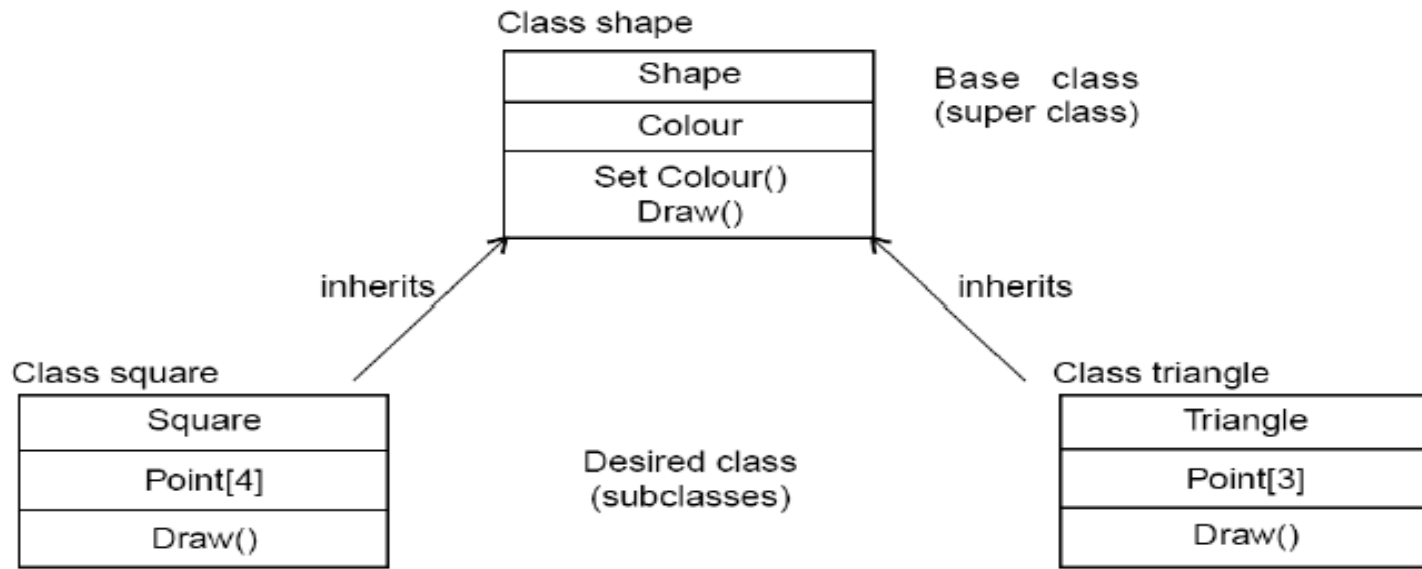 Class shape
Shape
Colour
Set Colour()
Draw()
Base class
(super class)
inherits
inherits
Class square
Square
Point[4]
Draw()
Desired class
(subclasses)
Class triangle
Triangle
Point[3]
Draw()